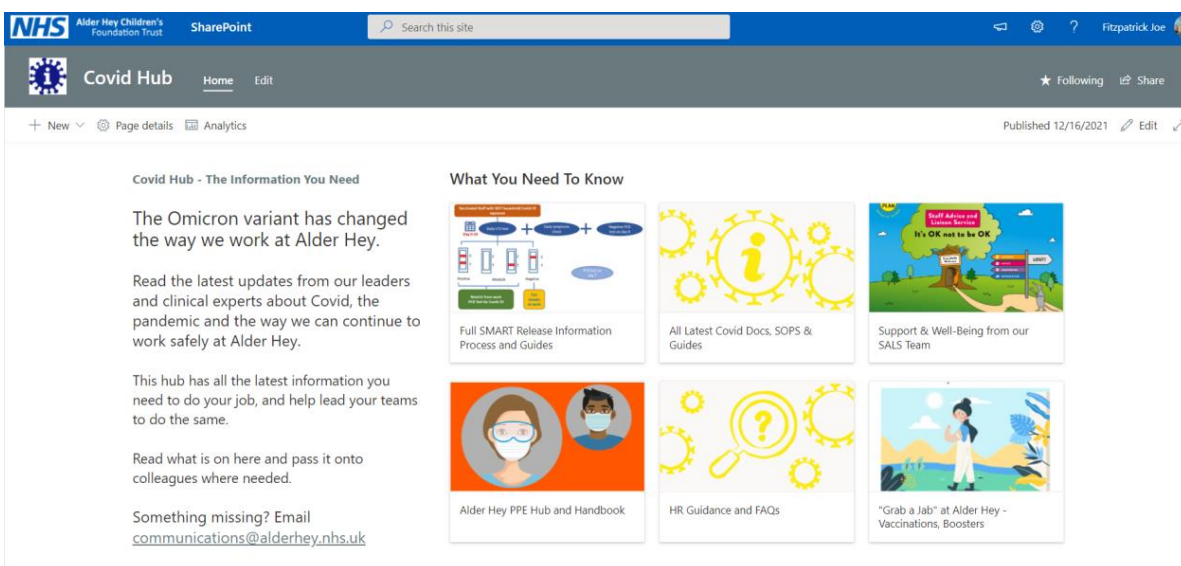 NHS Alder Hey Children's
Foundation Trust
SharePoint
Search this site
Fitzpatrick Joe
Covid Hub
Home
Edit
Following
Share
New
Page details
Analytics
Published 12/16/2021
Edit
Covid Hub - The Information You Need
The Omicron variant has changed
the way we work at Alder Hey.
Read the latest updates from our leaders
and clinical experts about Covid, the
pandemic and the way we can continue to
work safely at Alder Hey.
This hub has all the latest information you
need to do your job, and help lead your teams
to do the same.
Read what is on here and pass it onto
colleagues where needed.
Something missing? Email
communications@alderhey.nhs.uk
What You Need To Know
Full SMART Release Information
Process and Guides
All Latest Covid Docs, SOPS &
Guides
Staff Advice and
Liaison Service
It's OK not to be OK
Support & Well-Being from our
SALS Team
Alder Hey PPE Hub and Handbook
HR Guidance and FAQs
"Grab a Jab" at Alder Hey -
Vaccinations, Boosters